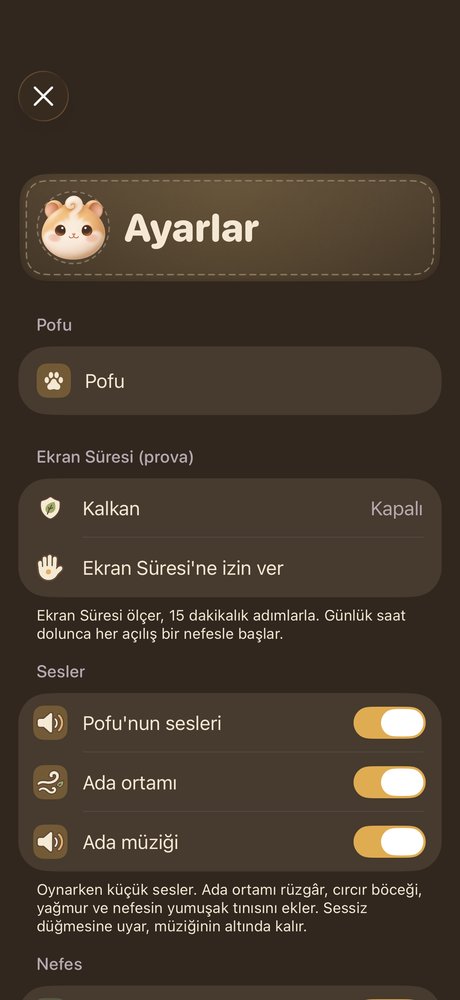 Ayarlar
Pofu
Pofu
Ekran Süresi (prova)
Kalkan Kapalı
Ekran Süresi'ne izin ver
Ekran Süresi ölçer, 15 dakikalık adımlarla. Günlük saat
dolunca her açılış bir nefesle başlar.
Sesler
Pofu'nun sesleri
Ada ortamı
Ada müziği
Oynarken küçük sesler. Ada ortamı rüzgâr, cırcır böceği,
yağmur ve nefesin yumuşak tınısını ekler. Sessiz
düğmesine uyar, müziğinin altında kalır.
Nefes